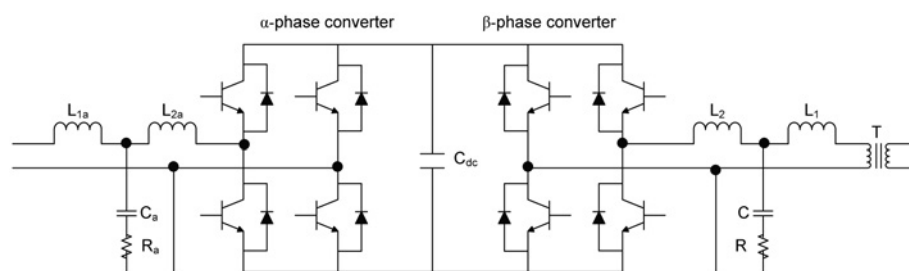 α-phase converter
β-phase converter
L1a
L2a
L2
L1
T
Cdc
Ca
C
Ra
R